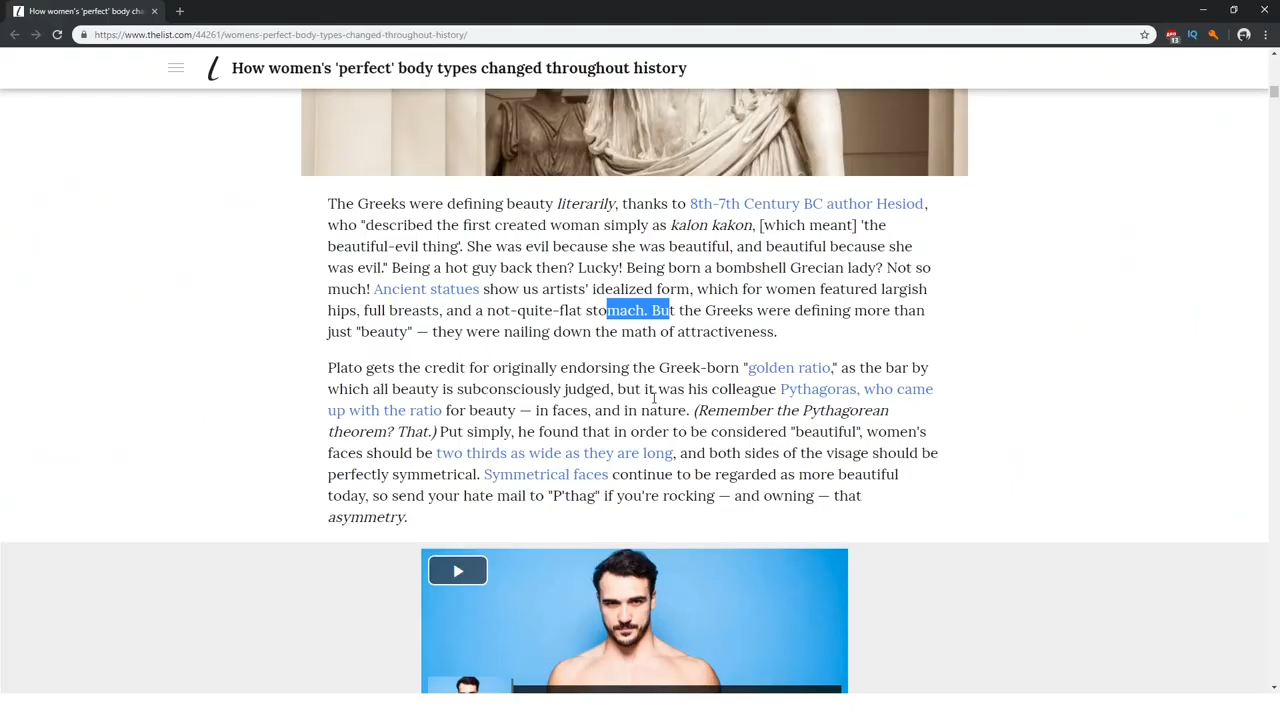 How women's 'perfect' body cha
https://www.thelist.com/44261/womens-perfect-body-types-changed-throughout-history/
13
IQ
How women's 'perfect' body types changed throughout history
The Greeks were defining beauty literarily, thanks to 8th-7th Century BC author Hesiod,
who "described the first created woman simply as kalon kakon, [which meant] 'the
beautiful-evil thing'. She was evil because she was beautiful, and beautiful because she
was evil." Being a hot guy back then? Lucky! Being born a bombshell Grecian lady? Not so
much! Ancient statues show us artists' idealized form, which for women featured largish
hips, full breasts, and a not-quite-flat stomach. But the Greeks were defining more than
just "beauty" — they were nailing down the math of attractiveness.
Plato gets the credit for originally endorsing the Greek-born "golden ratio," as the bar by
which all beauty is subconsciously judged, but it was his colleague Pythagoras, who came
up with the ratio for beauty — in faces, and in nature. (Remember the Pythagorean
theorem? That.) Put simply, he found that in order to be considered "beautiful", women's
faces should be two thirds as wide as they are long, and both sides of the visage should be
perfectly symmetrical. Symmetrical faces continue to be regarded as more beautiful
today, so send your hate mail to "P'thag" if you're rocking — and owning — that
asymmetry.